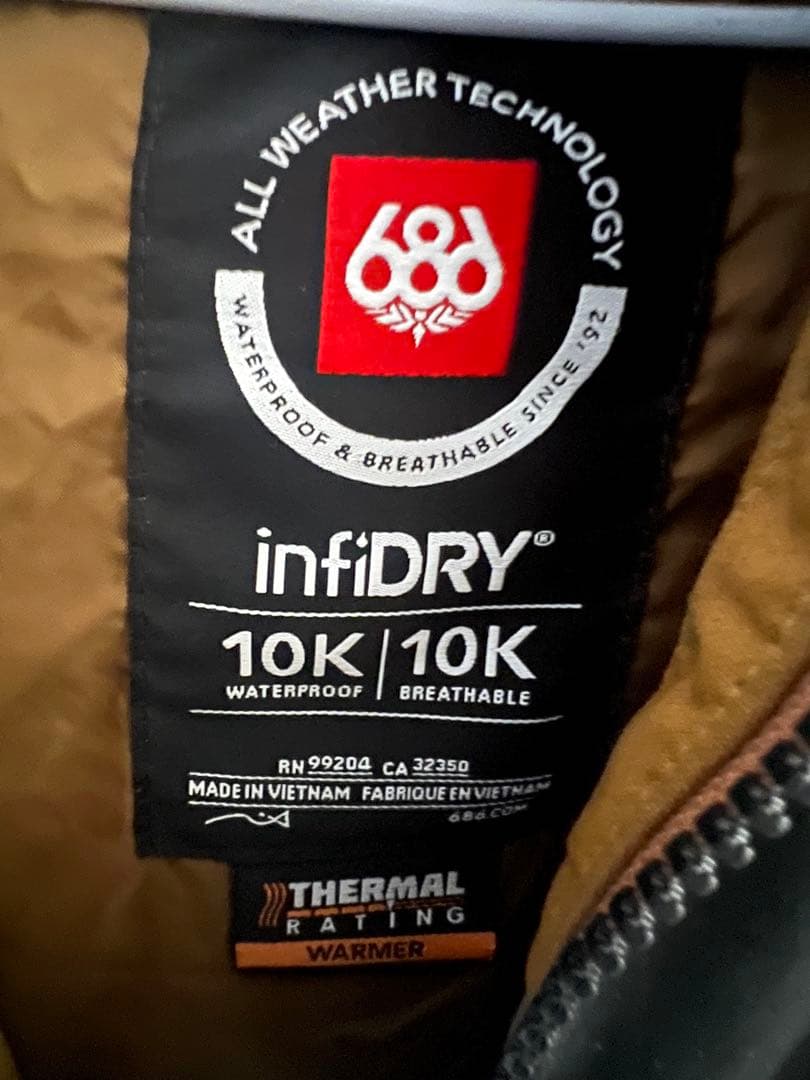 ALL WEATHER TECHNOLOGY
686
WATERPROOF & BREATHABLE SINCE '92
infiDRY®
10K | 10K
WATERPROOF BREATHABLE
RN 99204 CA 32350
MADE IN VIETNAM FABRIQUE EN VIETNAM
686.COM
THERMAL
RATING
WARMER